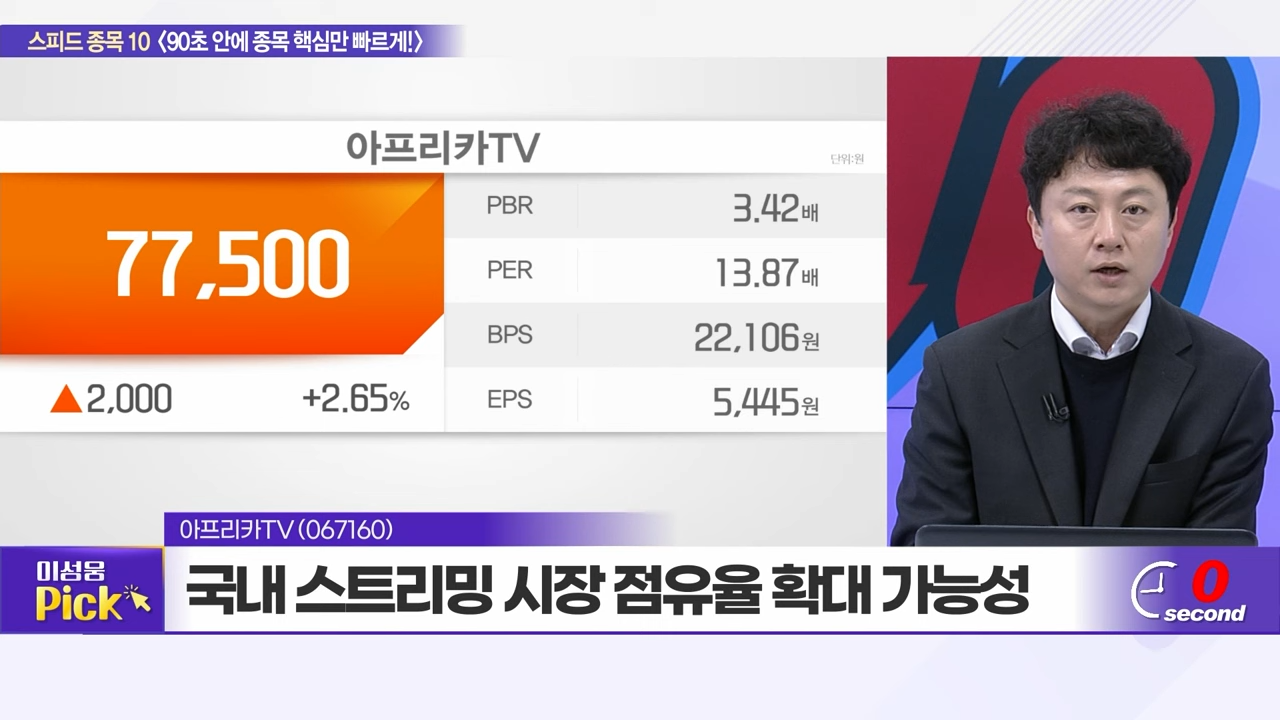 스피드 종목 10 〈90초 안에 종목 핵심만 빠르게!〉
아프리카TV
단위:원
77,500
▲2,000 +2.65%
PBR 3.42배
PER 13.87배
BPS 22,106원
EPS 5,445원
아프리카TV (067160)
이섬뭄
Pick
국내 스트리밍 시장 점유율 확대 가능성
0
second